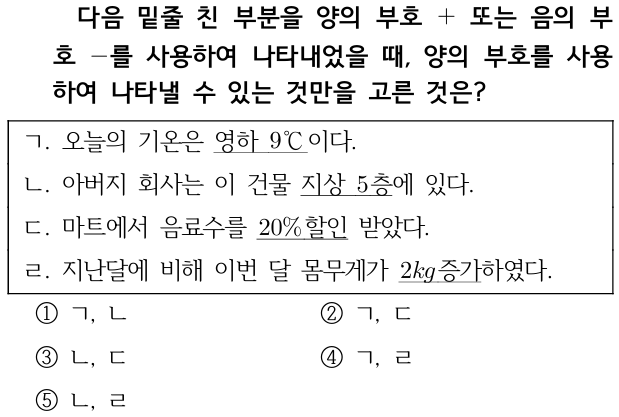 다음 밑줄 친 부분을 양의 부호 + 또는 음의 부
호 -를 사용하여 나타내었을 때, 양의 부호를 사용
하여 나타낼 수 있는 것만을 고른 것은?
ㄱ. 오늘의 기온은 영하 9℃이다.
ㄴ. 아버지 회사는 이 건물 지상 5층에 있다.
ㄷ. 마트에서 음료수를 20%할인 받았다.
ㄹ. 지난달에 비해 이번 달 몸무게가 2kg증가하였다.
① ㄱ, ㄴ ② ㄱ, ㄷ
③ ㄴ, ㄷ ④ ㄱ, ㄹ
⑤ ㄴ, ㄹ